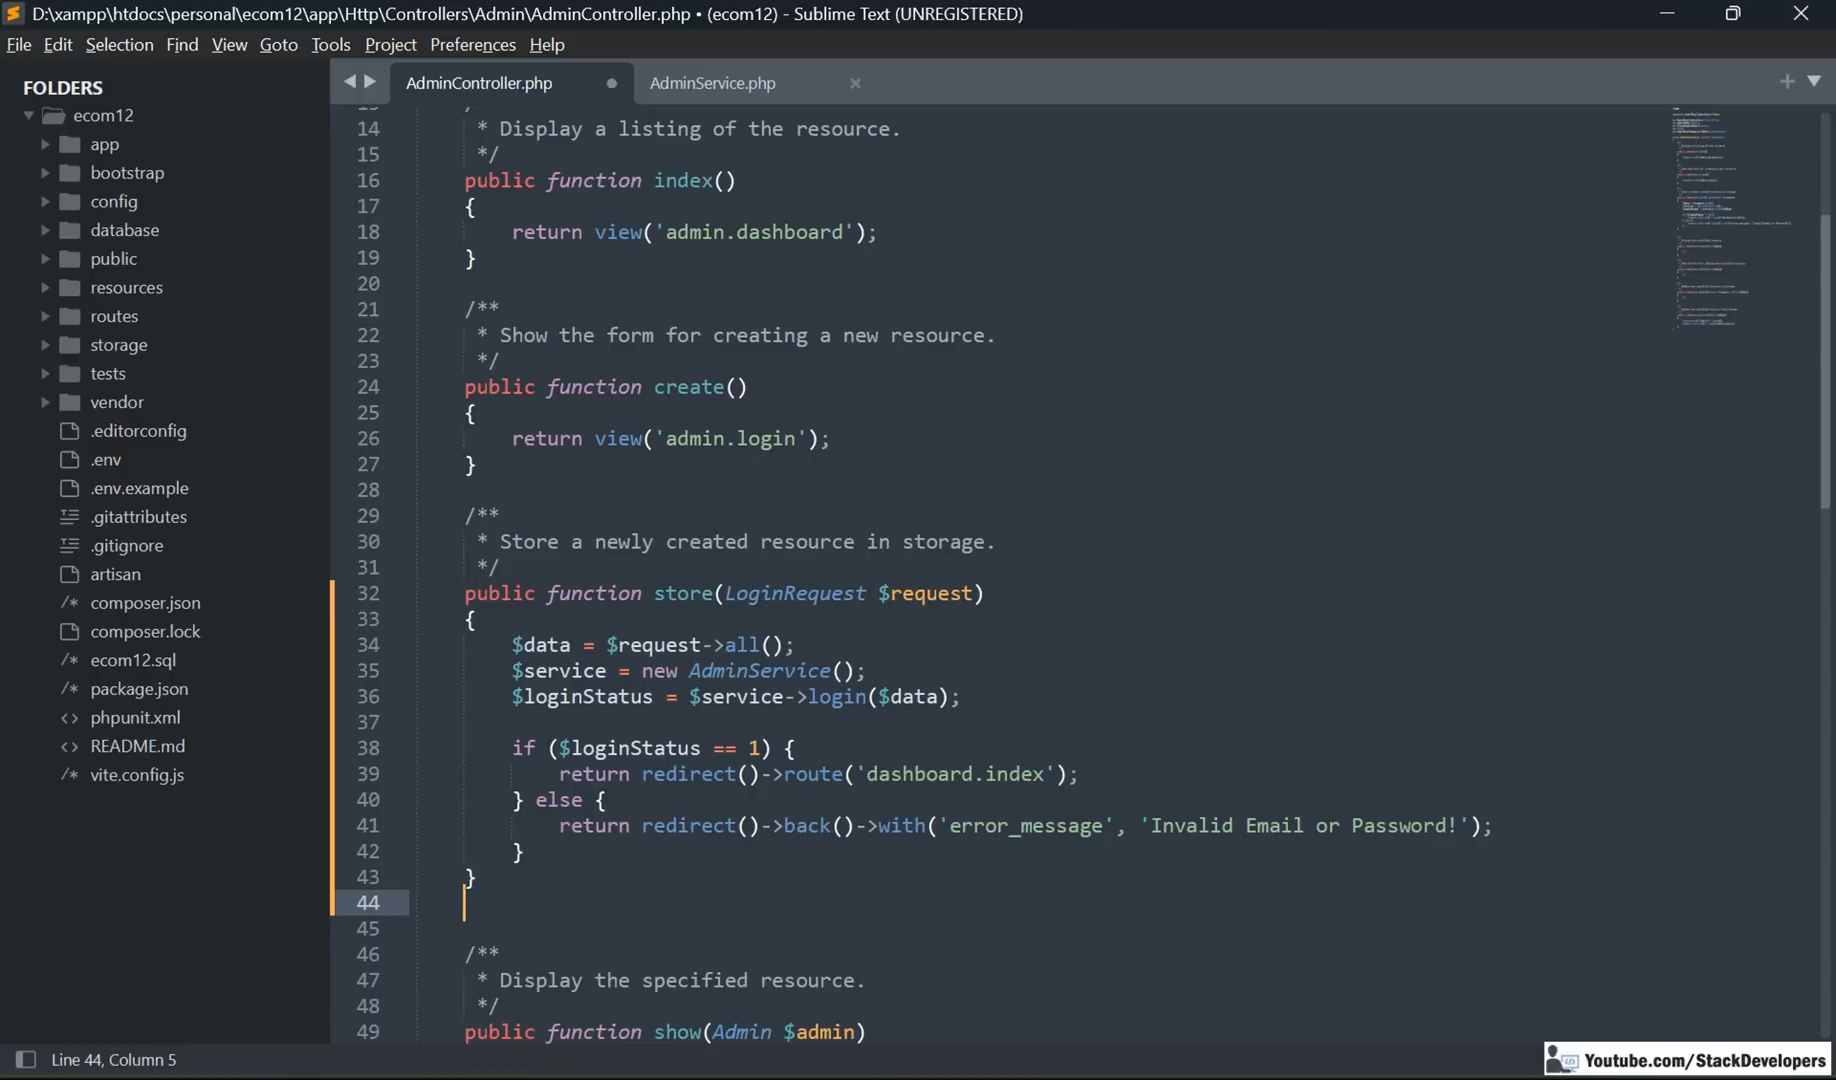 D:\xampp\htdocs\personal\ecom12\app\Http\Controllers\Admin\AdminController.php • (ecom12) - Sublime Text (UNREGISTERED)
File Edit Selection Find View Goto Tools Project Preferences Help
FOLDERS
ecom12
app
bootstrap
config
database
public
resources
routes
storage
tests
vendor
.editorconfig
.env
.env.example
.gitattributes
.gitignore
artisan
/* composer.json
composer.lock
/* ecom12.sql
/* package.json
<> phpunit.xml
<> README.md
/* vite.config.js
AdminController.php AdminService.php
14 * Display a listing of the resource.
15 */
16 public function index()
17 {
18 return view('admin.dashboard');
19 }
20
21 /**
22 * Show the form for creating a new resource.
23 */
24 public function create()
25 {
26 return view('admin.login');
27 }
28
29 /**
30 * Store a newly created resource in storage.
31 */
32 public function store(LoginRequest $request)
33 {
34 $data = $request->all();
35 $service = new AdminService();
36 $loginStatus = $service->login($data);
37
38 if ($loginStatus == 1) {
39 return redirect()->route('dashboard.index');
40 } else {
41 return redirect()->back()->with('error_message', 'Invalid Email or Password!');
42 }
43 }
44
45
46 /**
47 * Display the specified resource.
48 */
49 public function show(Admin $admin)
Line 44, Column 5
Youtube.com/StackDevelopers